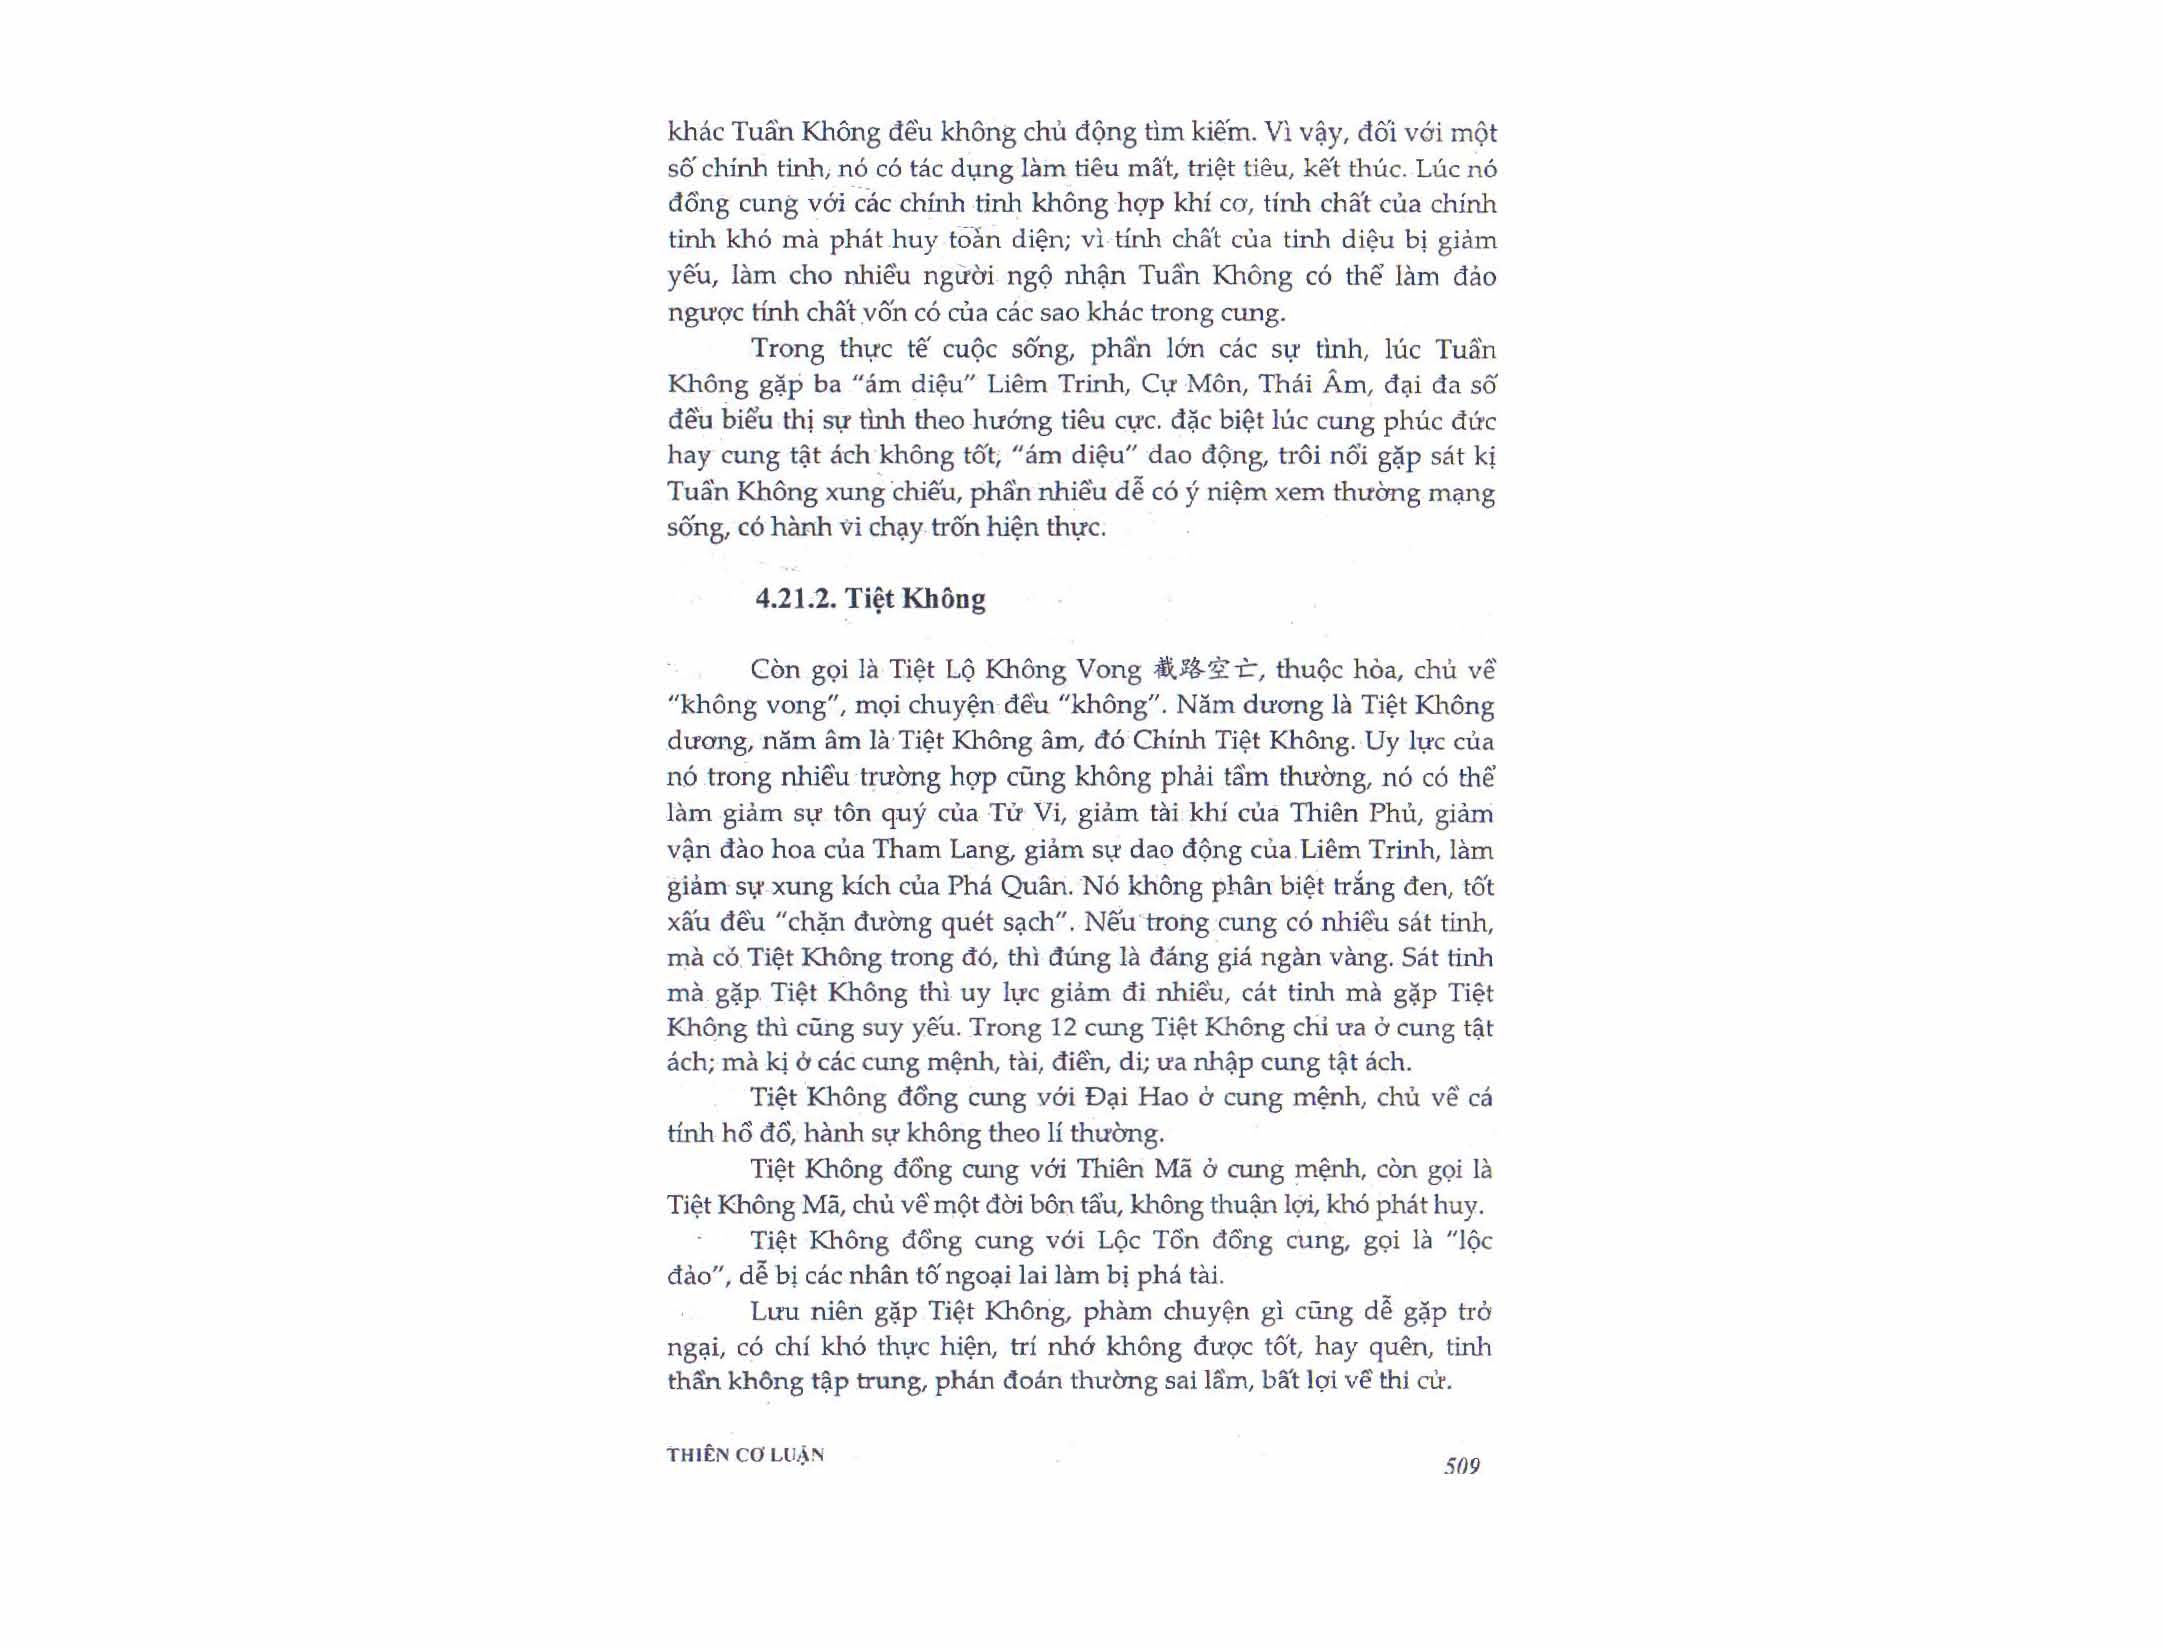 khác Tuần Không đều không chủ động tìm kiếm. Vì vậy, đối với một
số chính tinh, nó có tác dụng làm tiêu mất, triệt tiêu, kết thúc. Lúc nó
đồng cung với các chính tinh không hợp khí cơ, tính chất của chính
tinh khó mà phát huy toàn diện; vì tính chất của tinh diệu bị giảm
yếu, làm cho nhiều người ngộ nhận Tuần Không có thể làm đảo
ngược tính chất vốn có của các sao khác trong cung.
Trong thực tế cuộc sống, phần lớn các sự tình, lúc Tuần
Không gặp ba "ám diệu" Liêm Trinh, Cự Môn, Thái Âm, đại đa số
đều biểu thị sự tình theo hướng tiêu cực. đặc biệt lúc cung phúc đức
hay cung tật ách không tốt, "ám diệu" dao động, trôi nổi gặp sát kị
Tuần Không xung chiếu, phần nhiều dễ có ý niệm xem thường mạng
sống, có hành vi chạy trốn hiện thực.
4.21.2. Tiệt Không
Còn gọi là Tiệt Lộ Không Vong 截路空亡, thuộc hỏa, chủ về
"không vong", mọi chuyện đều "không". Năm dương là Tiệt Không
dương, năm âm là Tiệt Không âm, đó Chính Tiệt Không. Uy lực của
nó trong nhiều trường hợp cũng không phải tầm thường, nó có thể
làm giảm sự tôn quý của Tử Vi, giảm tài khí của Thiên Phủ, giảm
vận đào hoa của Tham Lang, giảm sự dao động của Liêm Trinh, làm
giảm sự xung kích của Phá Quân. Nó không phân biệt trắng đen, tốt
xấu đều "chặn đường quét sạch". Nếu trong cung có nhiều sát tinh,
mà có Tiệt Không trong đó, thì đúng là đáng giá ngàn vàng. Sát tinh
mà gặp Tiệt Không thì uy lực giảm đi nhiều, cát tinh mà gặp Tiệt
Không thì cũng suy yếu. Trong 12 cung Tiệt Không chỉ ưa ở cung tật
ách; mà kị ở các cung mệnh, tài, điền, di; ưa nhập cung tật ách.
Tiệt Không đồng cung với Đại Hao ở cung mệnh, chủ về cá
tính hồ đồ, hành sự không theo lí thường.
Tiệt Không đồng cung với Thiên Mã ở cung mệnh, còn gọi là
Tiệt Không Mã, chủ về một đời bôn tẩu, không thuận lợi, khó phát huy.
Tiệt Không đồng cung với Lộc Tồn đồng cung, gọi là "lộc
đảo", dễ bị các nhân tố ngoại lai làm bị phá tài.
Lưu niên gặp Tiệt Không, phàm chuyện gì cũng dễ gặp trở
ngại, có chí khó thực hiện, trí nhớ không được tốt, hay quên, tinh
thần không tập trung, phán đoán thường sai lầm, bất lợi về thi cử.
THIÊN CƠ LUẬN
509